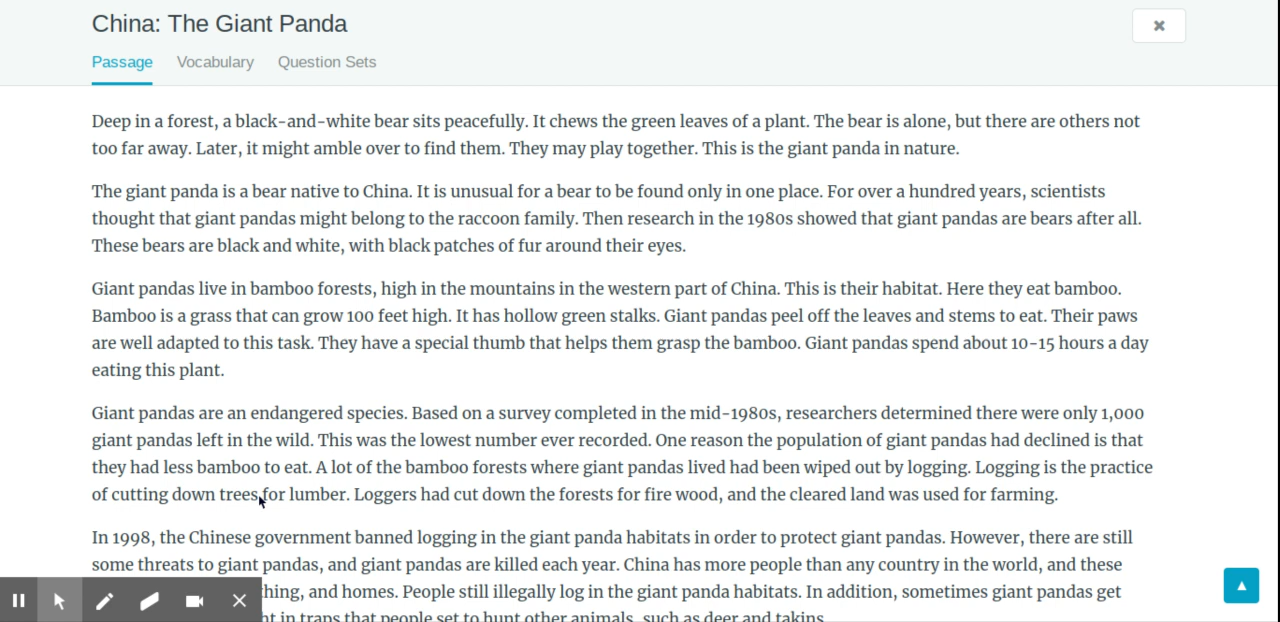 China: The Giant Panda
Passage
Vocabulary
Question Sets
Deep in a forest, a black-and-white bear sits peacefully. It chews the green leaves of a plant. The bear is alone, but there are others not
too far away. Later, it might amble over to find them. They may play together. This is the giant panda in nature.
The giant panda is a bear native to China. It is unusual for a bear to be found only in one place. For over a hundred years, scientists
thought that giant pandas might belong to the raccoon family. Then research in the 1980s showed that giant pandas are bears after all.
These bears are black and white, with black patches of fur around their eyes.
Giant pandas live in bamboo forests, high in the mountains in the western part of China. This is their habitat. Here they eat bamboo.
Bamboo is a grass that can grow 100 feet high. It has hollow green stalks. Giant pandas peel off the leaves and stems to eat. Their paws
are well adapted to this task. They have a special thumb that helps them grasp the bamboo. Giant pandas spend about 10-15 hours a day
eating this plant.
Giant pandas are an endangered species. Based on a survey completed in the mid-1980s, researchers determined there were only 1,000
giant pandas left in the wild. This was the lowest number ever recorded. One reason the population of giant pandas had declined is that
they had less bamboo to eat. A lot of the bamboo forests where giant pandas lived had been wiped out by logging. Logging is the practice
of cutting down trees for lumber. Loggers had cut down the forests for fire wood, and the cleared land was used for farming.
In 1998, the Chinese government banned logging in the giant panda habitats in order to protect giant pandas. However, there are still
some threats to giant pandas, and giant pandas are killed each year. China has more people than any country in the world, and these
thing, and homes. People still illegally log in the giant panda habitats. In addition, sometimes giant pandas get
in traps that people set to hunt other animals, such as deer and takins.